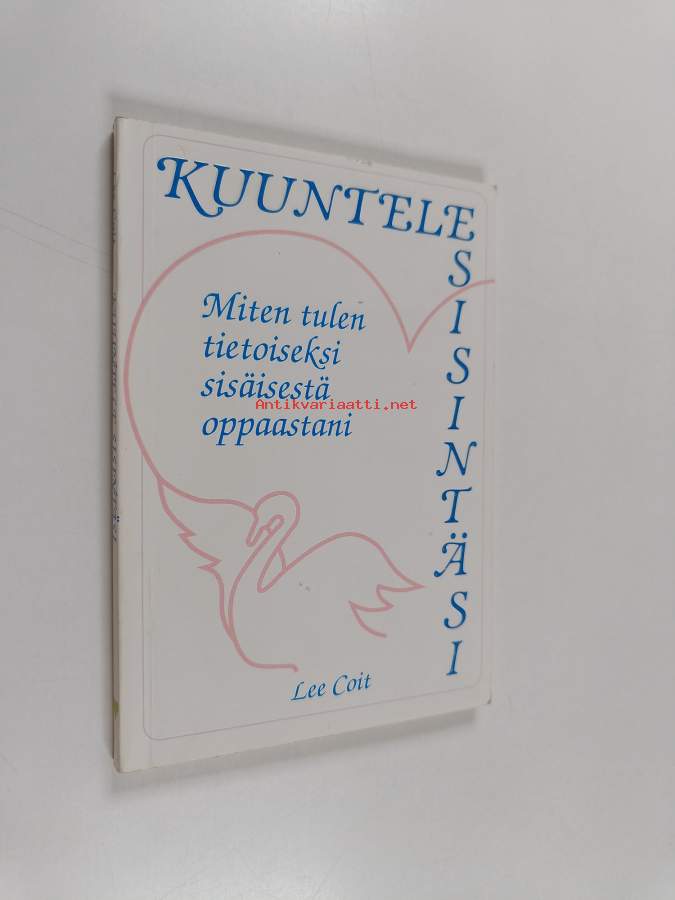 KUUNTELE
SISINTÄSI
Miten tulen
tietoiseksi
sisäisestä
Antikvariaatti.net
oppaastani
Lee Coit